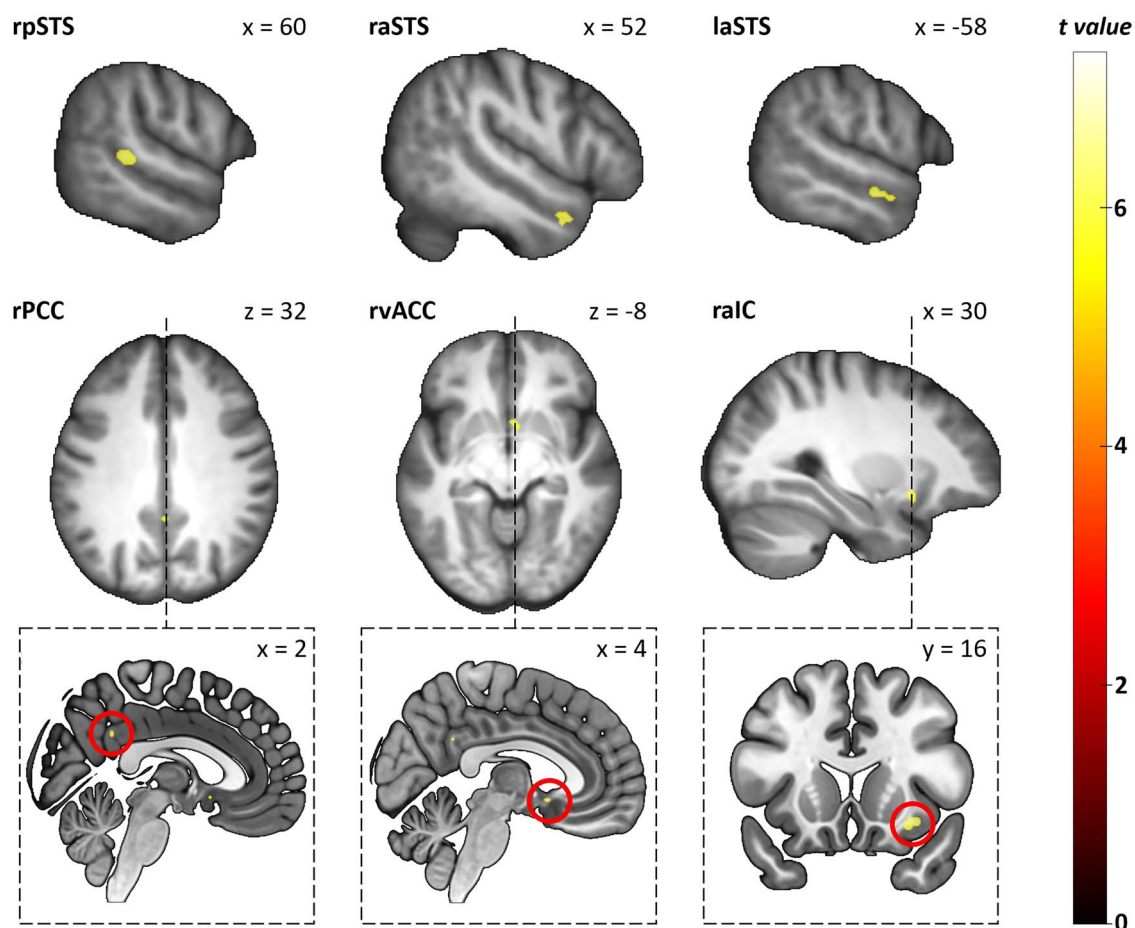 rpSTS x = 60 raSTS x = 52 laSTS x = -58 t value
6
rPCC z = 32 rvACC z = -8 raIC x = 30
4
x = 2 x = 4 y = 16
2
0